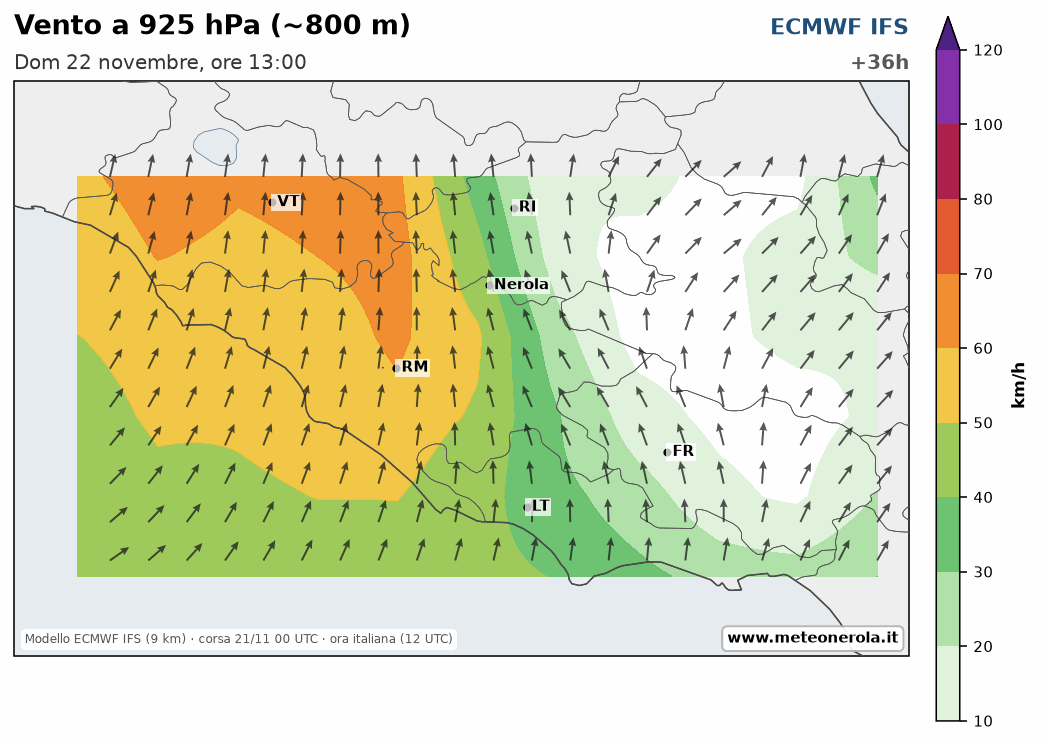 Vento a 925 hPa (~800 m)
ECMWF IFS
Dom 22 novembre, ore 13:00
+36h
VT
RI
Nerola
RM
FR
LT
120
100
80
70
60
50
40
30
20
10
km/h
Modello ECMWF IFS (9 km) · corsa 21/11 00 UTC · ora italiana (12 UTC)
www.meteonerola.it